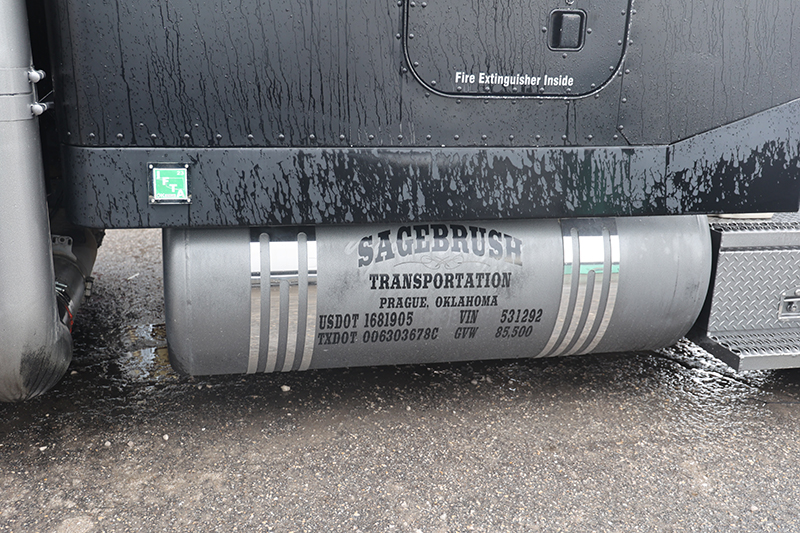 Fire Extinguisher Inside
I
F
T
A
SAGEBRUSH
TRANSPORTATION
PRAGUE, OKLAHOMA
USDOT 1681905 VIN 531292
TXDOT 006303678C GVW 85,500